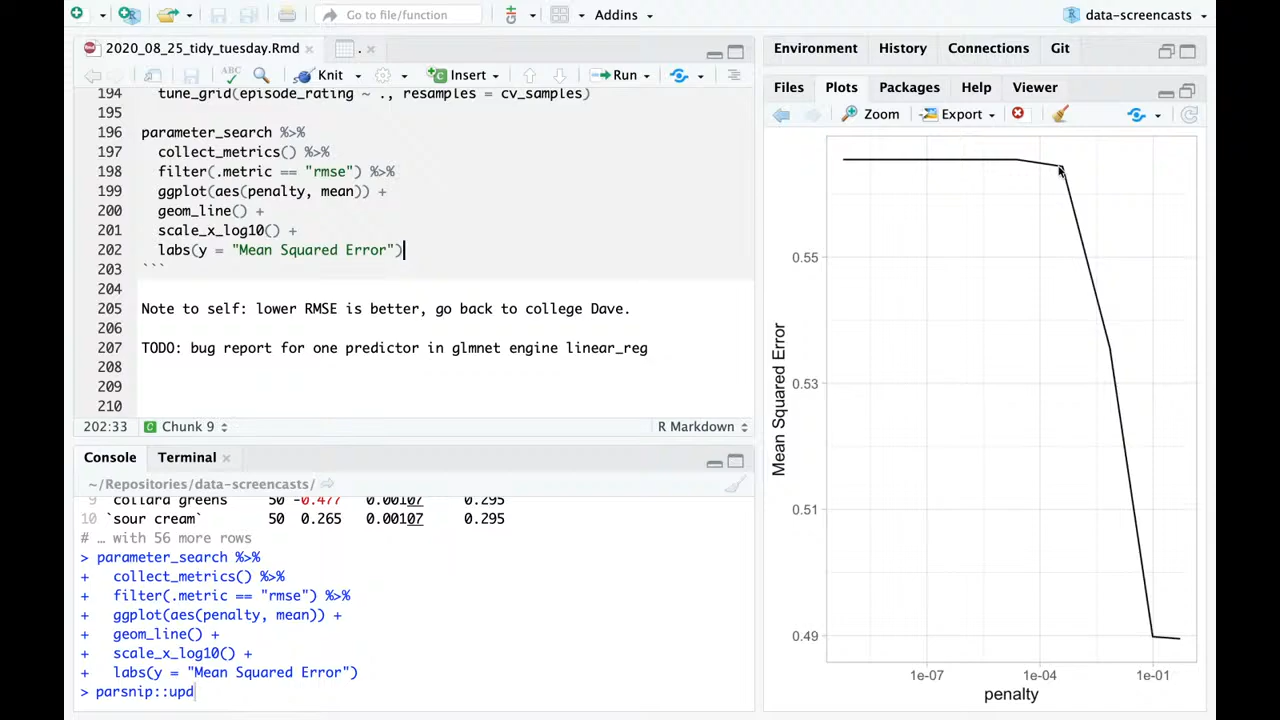 Go to file/function
Addins
data-screencasts
2020_08_25_tidy_tuesday.Rmd
.
Knit
Insert
Run
194 tune_grid(episode_rating ~ ., resamples = cv_samples)
195
196 parameter_search %>%
197 collect_metrics() %>%
198 filter(.metric == "rmse") %>%
199 ggplot(aes(penalty, mean)) +
200 geom_line() +
201 scale_x_log10() +
202 labs(y = "Mean Squared Error")
203 ```
204
205 Note to self: lower RMSE is better, go back to college Dave.
206
207 TODO: bug report for one predictor in glmnet engine linear_reg
208
209
210
202:33 Chunk 9 R Markdown
Console Terminal
~/Repositories/data-screencasts/
9 `collard greens` 50 -0.477 0.00107 0.295
10 `sour cream` 50 0.265 0.00107 0.295
# … with 56 more rows
> parameter_search %>%
+ collect_metrics() %>%
+ filter(.metric == "rmse") %>%
+ ggplot(aes(penalty, mean)) +
+ geom_line() +
+ scale_x_log10() +
+ labs(y = "Mean Squared Error")
> parsnip::upd
Environment History Connections Git
Files Plots Packages Help Viewer
Zoom Export
Mean Squared Error
0.55
0.53
0.51
0.49
1e-07 1e-04 1e-01
penalty